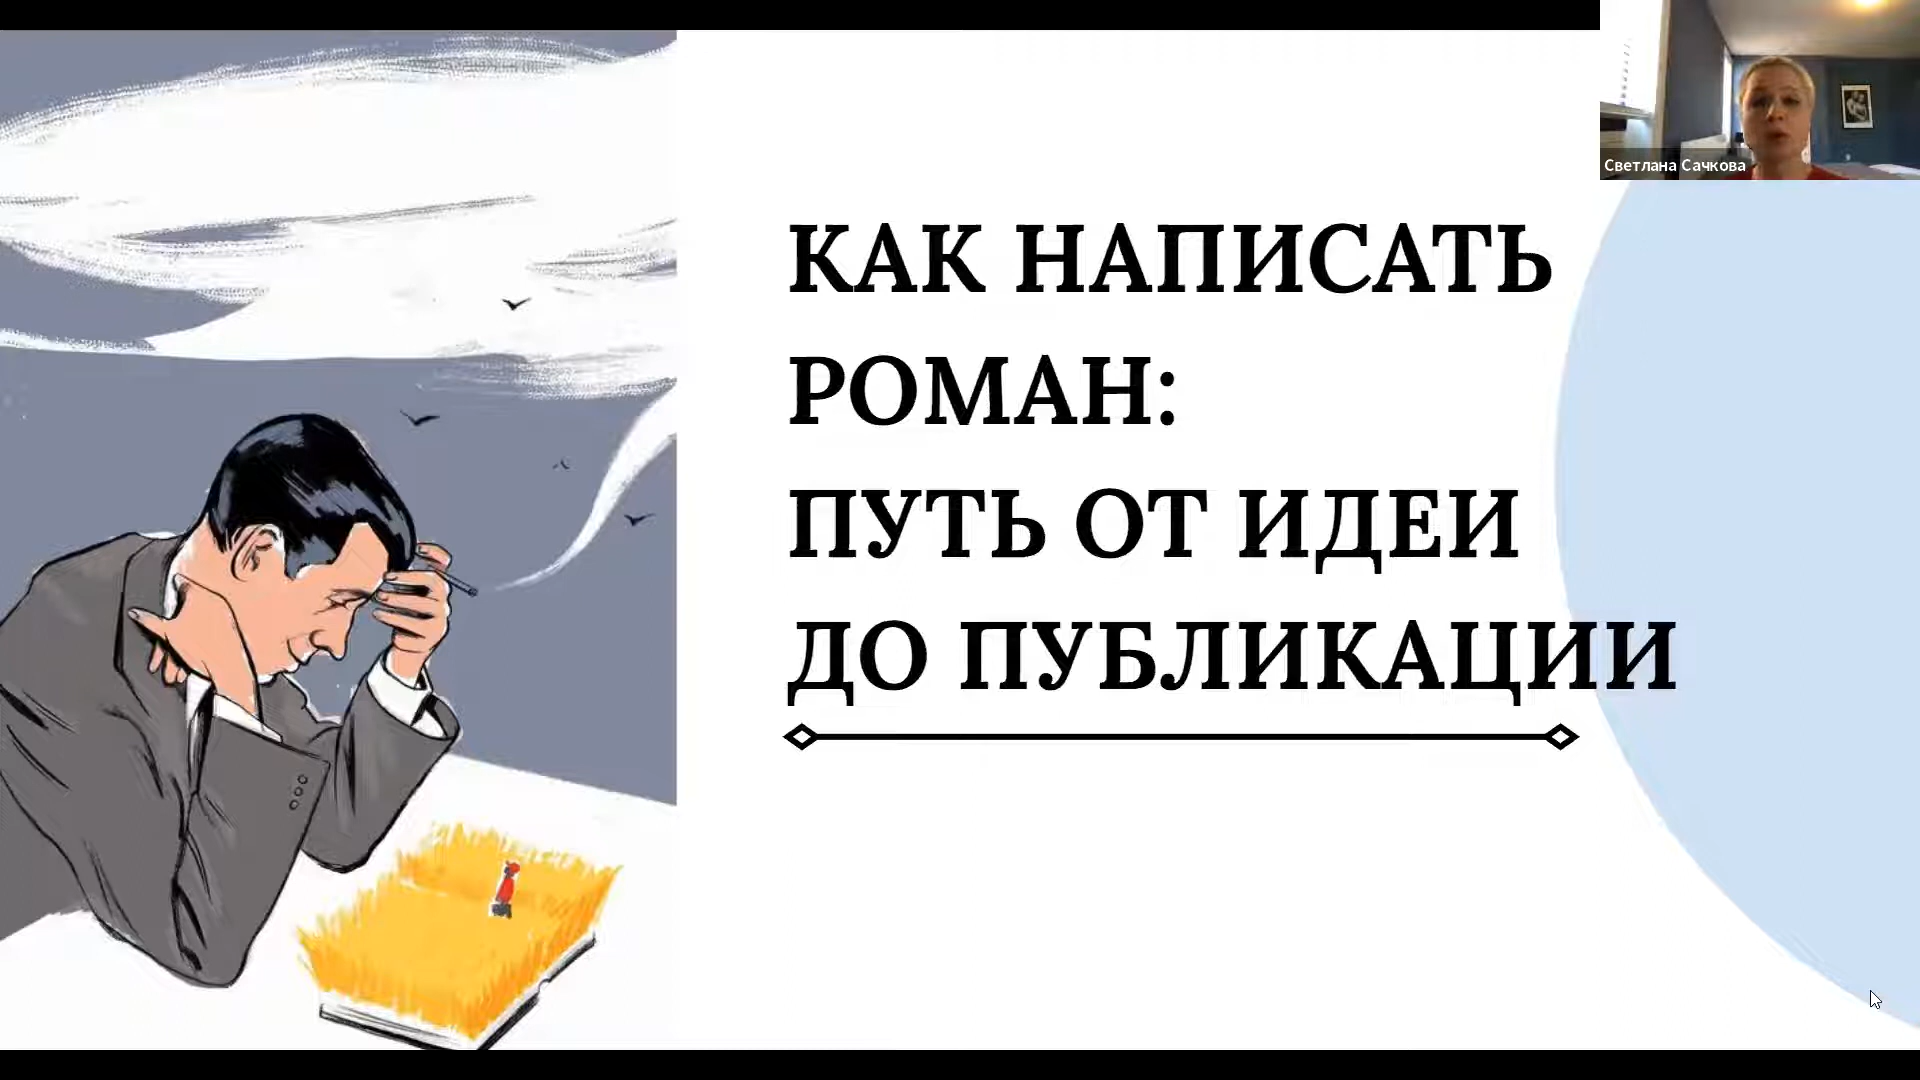 Светлана Сачкова
КАК НАПИСАТЬ
РОМАН:
ПУТЬ ОТ ИДЕИ
ДО ПУБЛИКАЦИИ